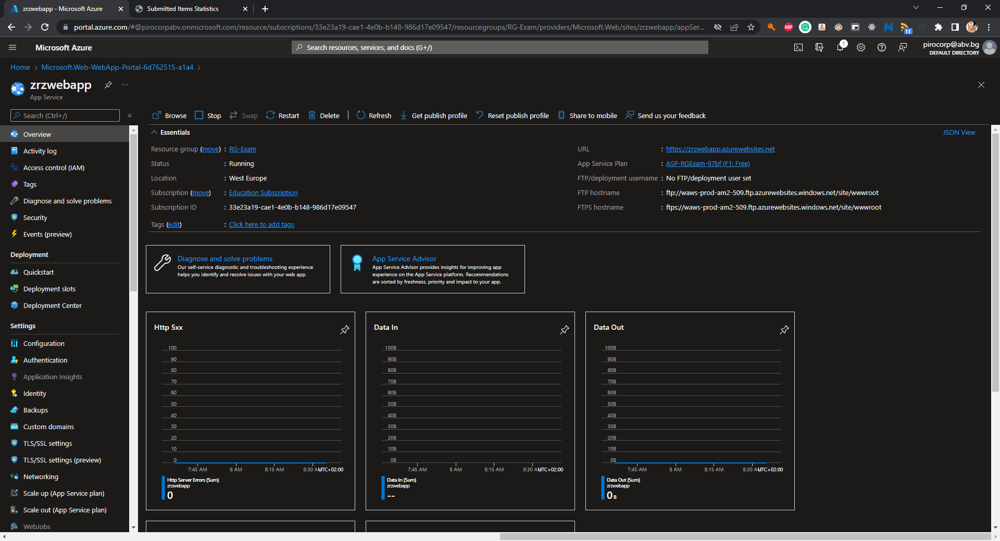 zrzwebapp - Microsoft Azure
Submitted Items Statistics
portal.azure.com/#@pirocorpabv.onmicrosoft.com/resource/subscriptions/33e23a19-cae1-4e0b-b148-986d17e09547/resourcegroups/RG-Exam/providers/Microsoft.Web/sites/zrzwebapp/appSer...
ABP
11
Microsoft Azure
Search resources, services, and docs (G+/)
1
pirocorp@abv.bg
DEFAULT DIRECTORY
Home > Microsoft.Web-WebApp-Portal-6d762515-a1a4 >
zrzwebapp
...
App Service
Search (Ctrl+/)
«
Browse Stop Swap Restart Delete Refresh Get publish profile Reset publish profile Share to mobile Send us your feedback
Overview
Activity log
Access control (IAM)
Tags
Diagnose and solve problems
Security
Events (preview)
Deployment
Quickstart
Deployment slots
Deployment Center
Settings
Configuration
Authentication
Application Insights
Identity
Backups
Custom domains
TLS/SSL settings
TLS/SSL settings (preview)
Networking
Scale up (App Service plan)
Scale out (App Service plan)
WebJobs
Essentials
JSON View
Resource group (move) : RG-Exam
Status : Running
Location : West Europe
Subscription (move) : Education Subscription
Subscription ID : 33e23a19-cae1-4e0b-b148-986d17e09547
Tags (edit) : Click here to add tags
URL : https://zrzwebapp.azurewebsites.net
App Service Plan : ASP-RGExam-97bf (F1: Free)
FTP/deployment username : No FTP/deployment user set
FTP hostname : ftp://waws-prod-am2-509.ftp.azurewebsites.windows.net/site/wwwroot
FTPS hostname : ftps://waws-prod-am2-509.ftp.azurewebsites.windows.net/site/wwwroot
Diagnose and solve problems
Our self-service diagnostic and troubleshooting experience
helps you identify and resolve issues with your web app.
App Service Advisor
App Service Advisor provides insights for improving app
experience on the App Service platform. Recommendations
are sorted by freshness, priority and impact to your app.
Http 5xx
100
90
80
70
60
50
40
30
20
10
0
7:45 AM 8 AM 8:15 AM 8:30 AM UTC+02:00
Http Server Errors (Sum)
zrzwebapp
0
Data In
100B
90B
80B
70B
60B
50B
40B
30B
20B
10B
0B
7:45 AM 8 AM 8:15 AM 8:30 AM UTC+02:00
Data In (Sum)
zrzwebapp
--
Data Out
100B
90B
80B
70B
60B
50B
40B
30B
20B
10B
0B
7:45 AM 8 AM 8:15 AM 8:30 AM UTC+02:00
Data Out (Sum)
zrzwebapp
0 B